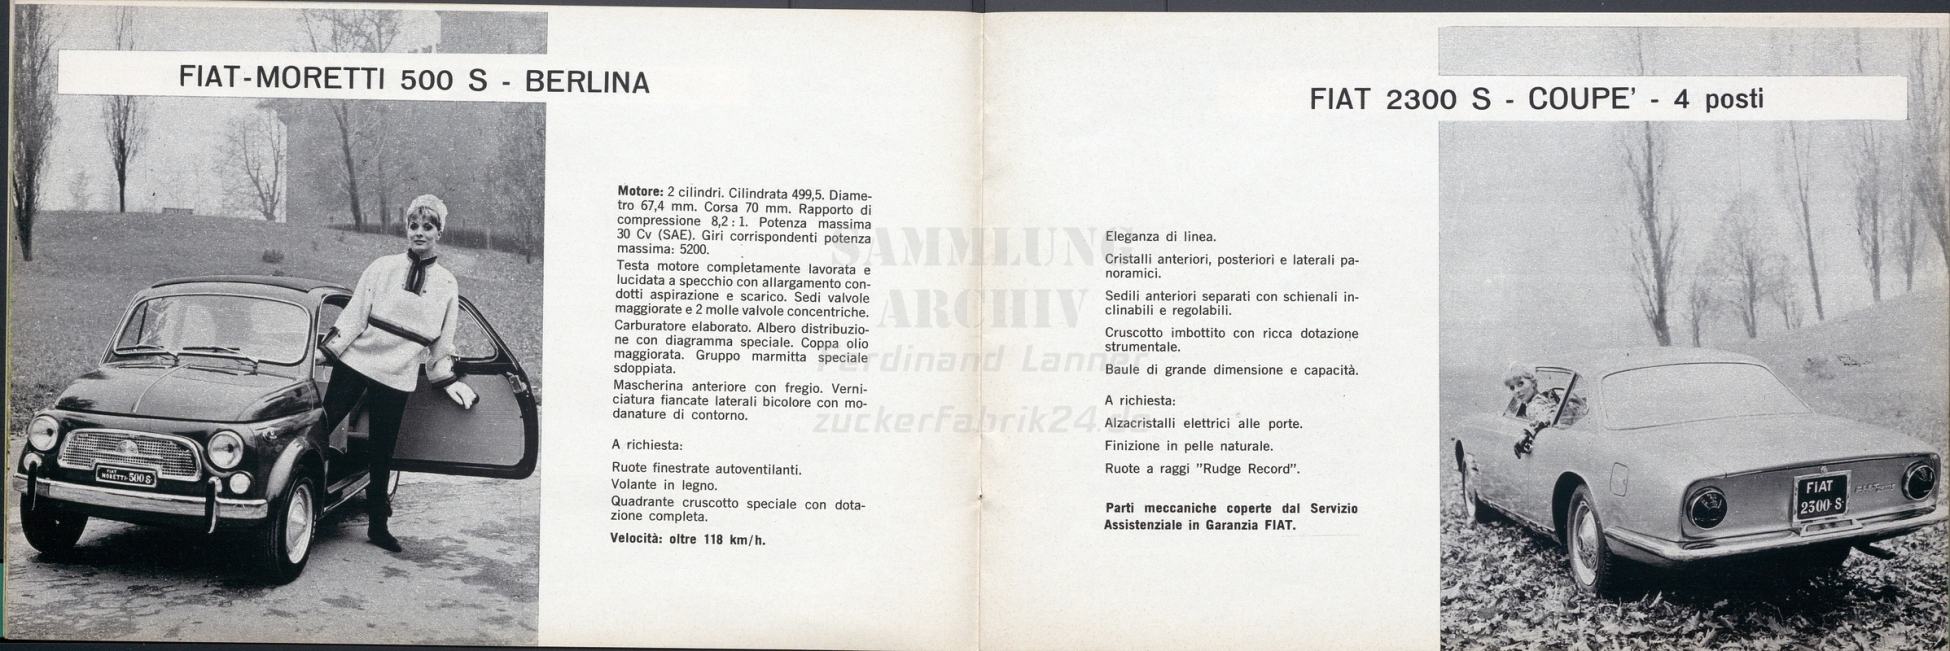 FIAT-MORETTI 500 S - BERLINA
Motore: 2 cilindri. Cilindrata 499,5. Diame-
tro 67,4 mm. Corsa 70 mm. Rapporto di
compressione 8,2 : 1. Potenza massima
30 Cv (SAE). Giri corrispondenti potenza
massima: 5200.
Testa motore completamente lavorata e
lucidata a specchio con allargamento con-
dotti aspirazione e scarico. Sedi valvole
maggiorate e 2 molle valvole concentriche.
Carburatore elaborato. Albero distribuzio-
ne con diagramma speciale. Coppa olio
maggiorata. Gruppo marmitta speciale
sdoppiata.
Mascherina anteriore con fregio. Verni-
ciatura fiancate laterali bicolore con mo-
danature di contorno.
A richiesta:
Ruote finestrate autoventilanti.
Volante in legno.
Quadrante cruscotto speciale con dota-
zione completa.
Velocità: oltre 118 km/h.
FIAT
MORETTI-500 S
SAMMLUNG
ARCHIV
Ferdinand Lanner
zuckerfabrik24.de
FIAT 2300 S - COUPE' - 4 posti
Eleganza di linea.
Cristalli anteriori, posteriori e laterali pa-
noramici.
Sedili anteriori separati con schienali in-
clinabili e regolabili.
Cruscotto imbottito con ricca dotazione
strumentale.
Baule di grande dimensione e capacità.
A richiesta:
Alzacristalli elettrici alle porte.
Finizione in pelle naturale.
Ruote a raggi "Rudge Record".
Parti meccaniche coperte dal Servizio
Assistenziale in Garanzia FIAT.
FIAT
2300 S